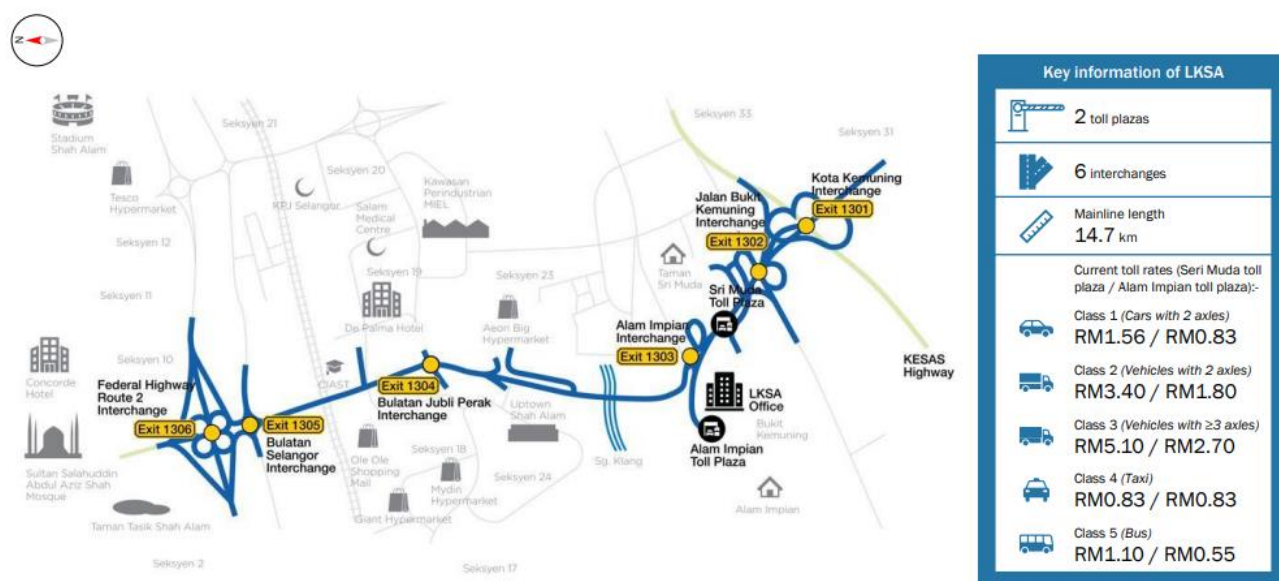 N
Stadium
Shah Alam
Tesco
Hypermarket
Seksyen 12
Seksyen 11
Seksyen 10
Concorde
Hotel
Sultan Salahuddin
Abdul Aziz Shah
Mosque
Taman Tasik Shah Alam
Seksyen 2
Federal Highway
Route 2
Interchange
Exit 1306
Exit 1305
Bulatan
Selangor
Interchange
Seksyen 21
Seksyen 20
KPJ Selangor
Salam
Medical
Centre
Kawasan
Perindustrian
MIEL
Seksyen 19
De Palma Hotel
CIAST
Exit 1304
Bulatan Jubli Perak
Interchange
Seksyen 23
Aeon Big
Hypermarket
Ole Ole
Shopping
Mall
Seksyen 18
Mydin
Hypermarket
Giant Hypermarket
Uptown
Shah Alam
Seksyen 24
Seksyen 17
Sg. Klang
Alam Impian
Interchange
Exit 1303
Taman
Sri Muda
Sri Muda
Toll Plaza
LKSA
Office
Alam Impian
Toll Plaza
Bukit
Kemuning
Alam Impian
Seksyen 33
Seksyen 31
Jalan Bukit
Kemuning
Interchange
Exit 1302
Kota Kemuning
Interchange
Exit 1301
KESAS
Highway
Key information of LKSA
2 toll plazas
6 interchanges
Mainline length
14.7 km
Current toll rates (Seri Muda toll
plaza / Alam Impian toll plaza):-
Class 1 (Cars with 2 axles)
RM1.56 / RM0.83
Class 2 (Vehicles with 2 axles)
RM3.40 / RM1.80
Class 3 (Vehicles with ≥3 axles)
RM5.10 / RM2.70
Class 4 (Taxi)
RM0.83 / RM0.83
Class 5 (Bus)
RM1.10 / RM0.55